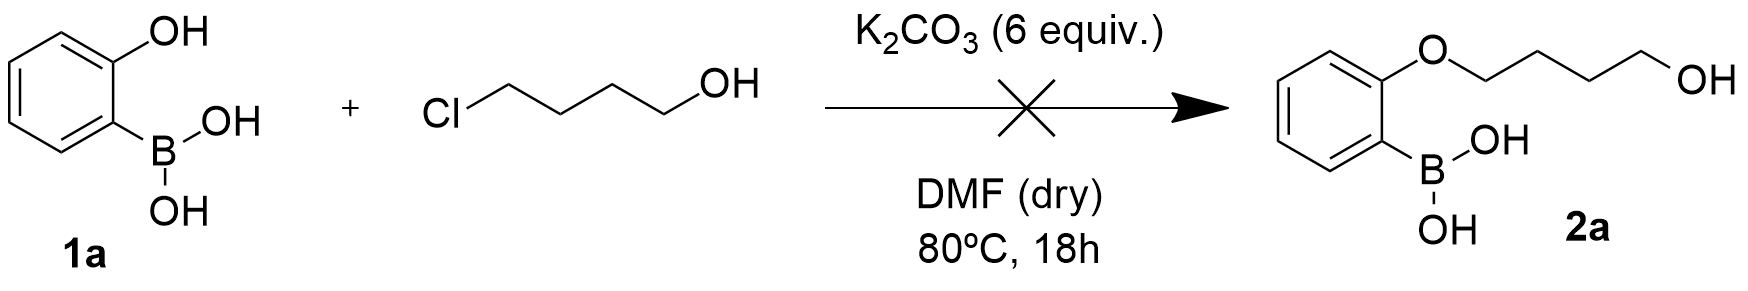 OH
B
OH
OH
1a
+
Cl
OH
K2CO3 (6 equiv.)
DMF (dry)
80ºC, 18h
O
OH
B
OH
OH
2a